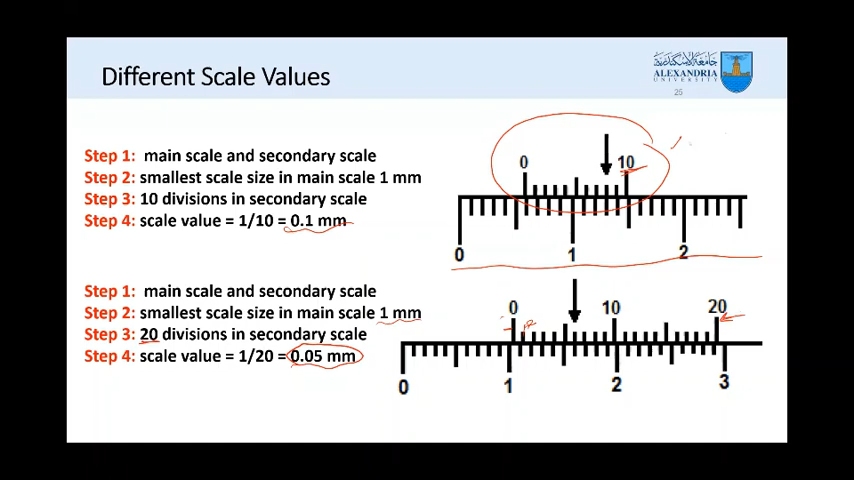 Different Scale Values
جامعة الإسكندرية
ALEXANDRIA
UNIVERSITY
25
Step 1: main scale and secondary scale
Step 2: smallest scale size in main scale 1 mm
Step 3: 10 divisions in secondary scale
Step 4: scale value = 1/10 = 0.1 mm
0 10
0 1 2
Step 1: main scale and secondary scale
Step 2: smallest scale size in main scale 1 mm
Step 3: 20 divisions in secondary scale
Step 4: scale value = 1/20 = 0.05 mm
0 10 20
0 1 2 3